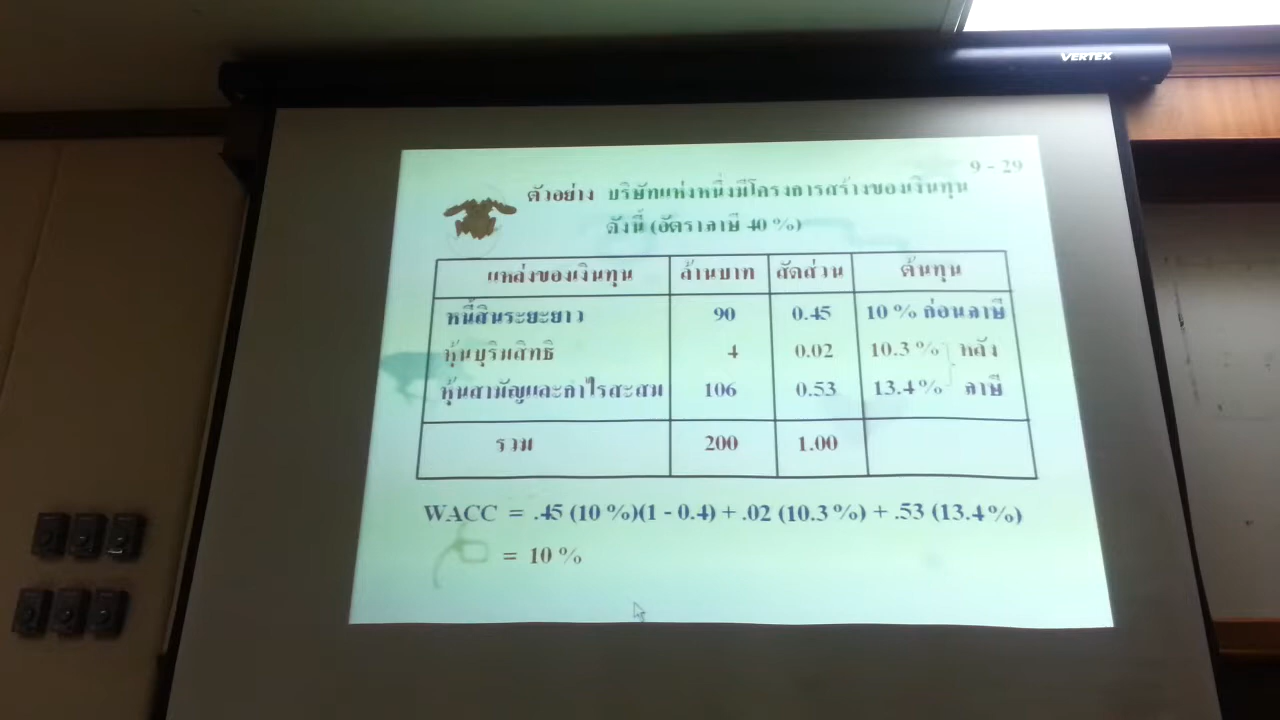 VERTEX
9 - 29
ตัวอย่าง บริษัทแห่งหนึ่งมีโครงการสร้างของเงินทุน
ดังนี้ (อัตราภาษี 40 %)
แหล่งของเงินทุน ล้านบาท สัดส่วน ต้นทุน
หนี้สินระยะยาว 90 0.45 10 % ก่อนภาษี
หุ้นบุริมสิทธิ 4 0.02 10.3 % หลัง
หุ้นสามัญและกำไรสะสม 106 0.53 13.4 % ภาษี
รวม 200 1.00
WACC = .45 (10 %)(1 - 0.4) + .02 (10.3 %) + .53 (13.4 %)
= 10 %